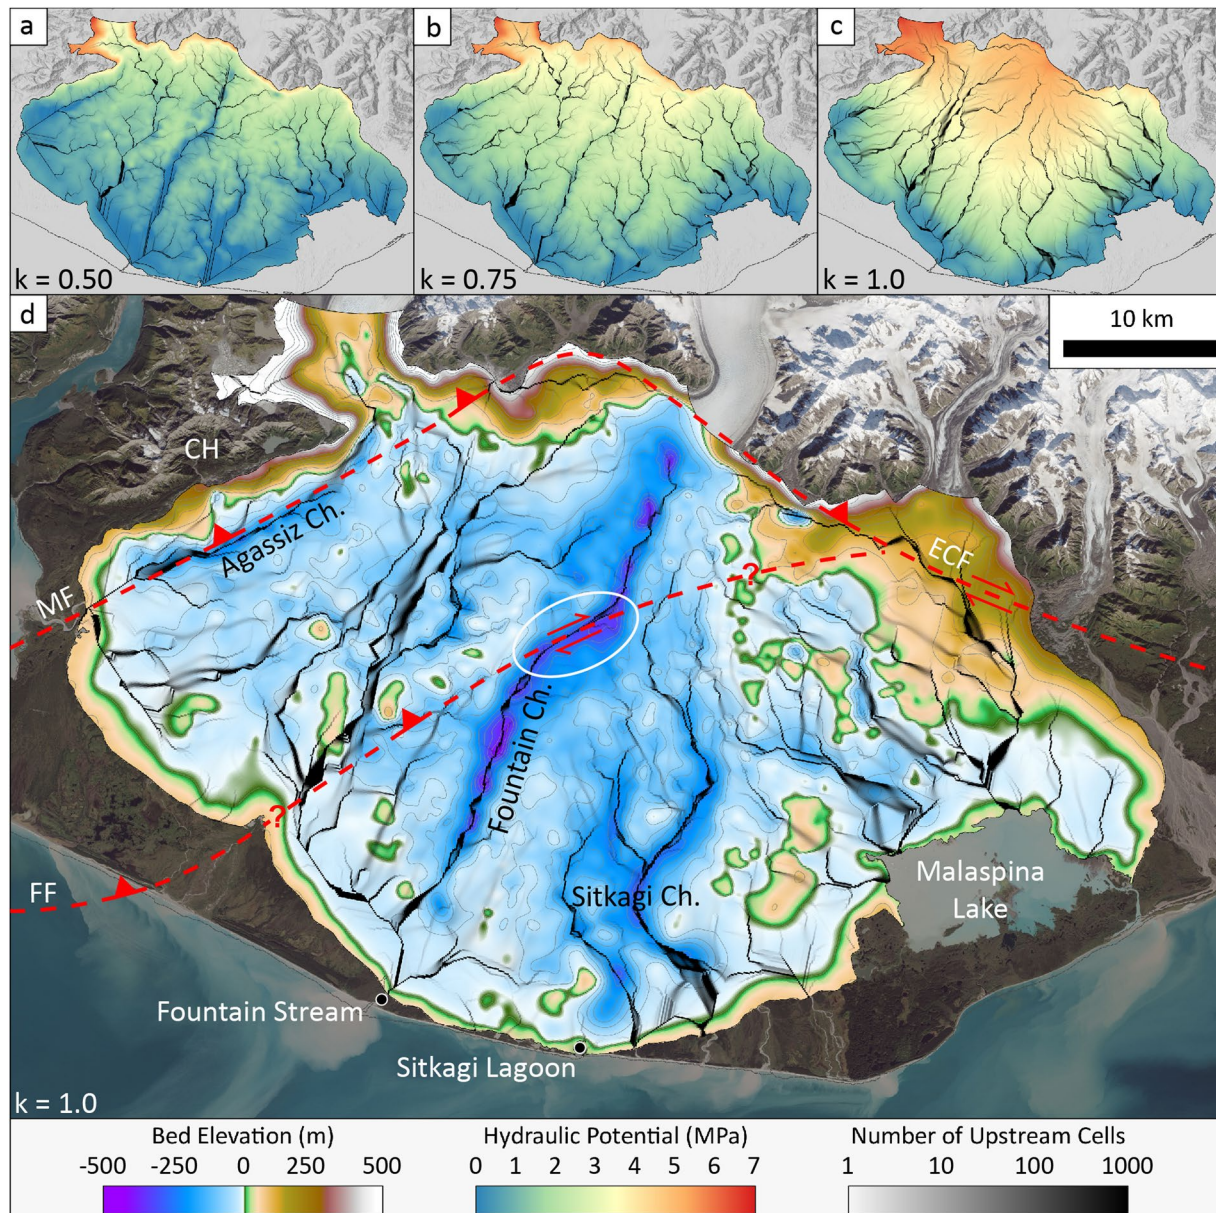 a
b
c
k = 0.50
k = 0.75
k = 1.0
d
10 km
CH
Agassiz Ch.
MF
ECF
?
Fountain Ch.
?
FF
Sitkagi Ch.
Malaspina
Lake
Fountain Stream
Sitkagi Lagoon
k = 1.0
Bed Elevation (m)
-500 -250 0 250 500
Hydraulic Potential (MPa)
0 1 2 3 4 5 6 7
Number of Upstream Cells
1 10 100 1000